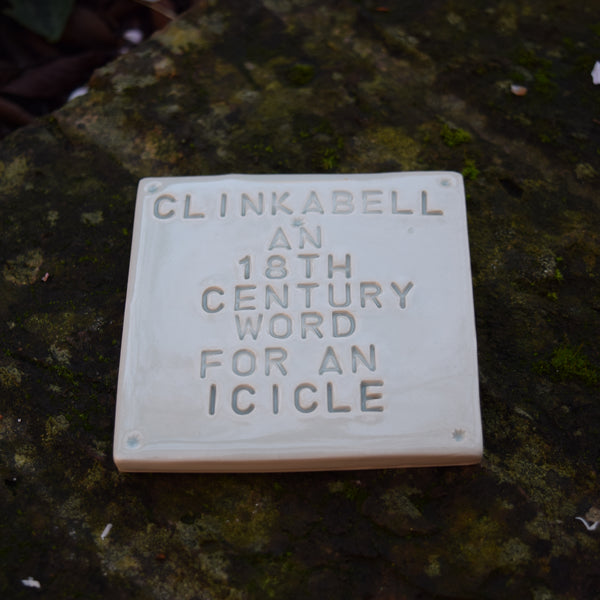 CLINKABELL
AN
18TH
CENTURY
WORD
FOR AN
ICICLE